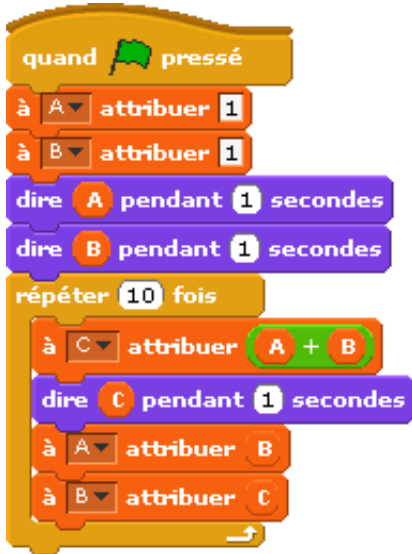 quand pressé
à A attribuer 1
à B attribuer 1
dire A pendant 1 secondes
dire B pendant 1 secondes
répéter 10 fois
à C attribuer A + B
dire C pendant 1 secondes
à A attribuer B
à B attribuer C